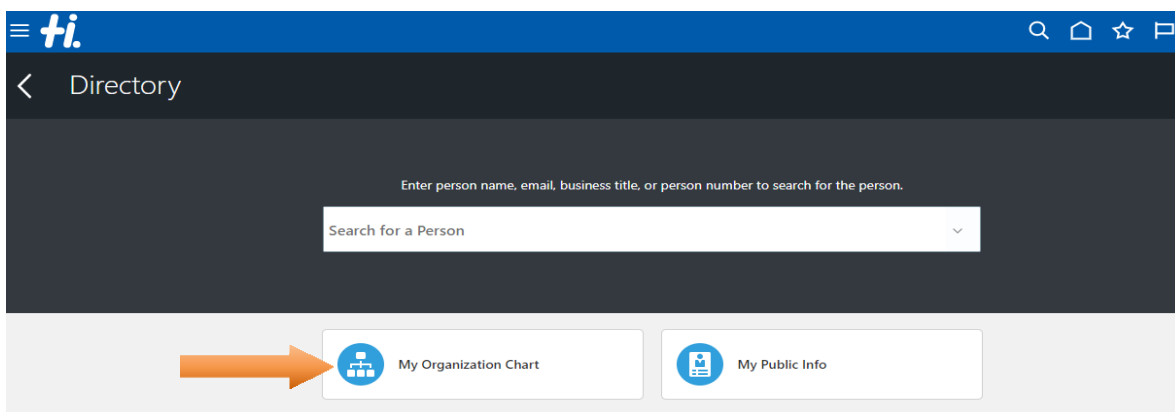 Hi.
Directory
Enter person name, email, business title, or person number to search for the person.
Search for a Person
My Organization Chart
My Public Info